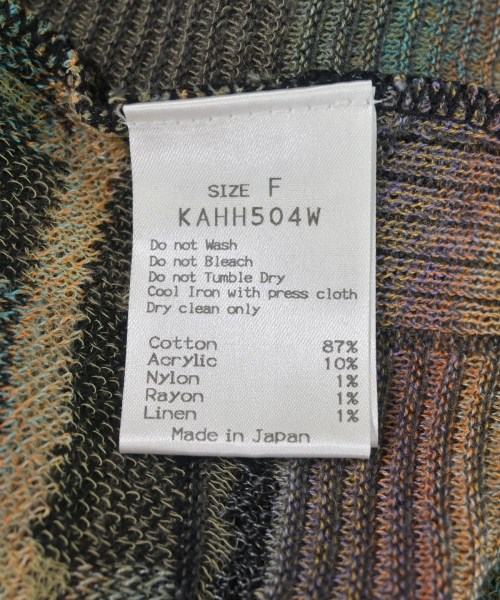 SIZE F
KAHH504W
Do not Wash
Do not Bleach
Do not Tumble Dry
Cool Iron with press cloth
Dry clean only
Cotton 87%
Acrylic 10%
Nylon 1%
Rayon 1%
Linen 1%
Made in Japan